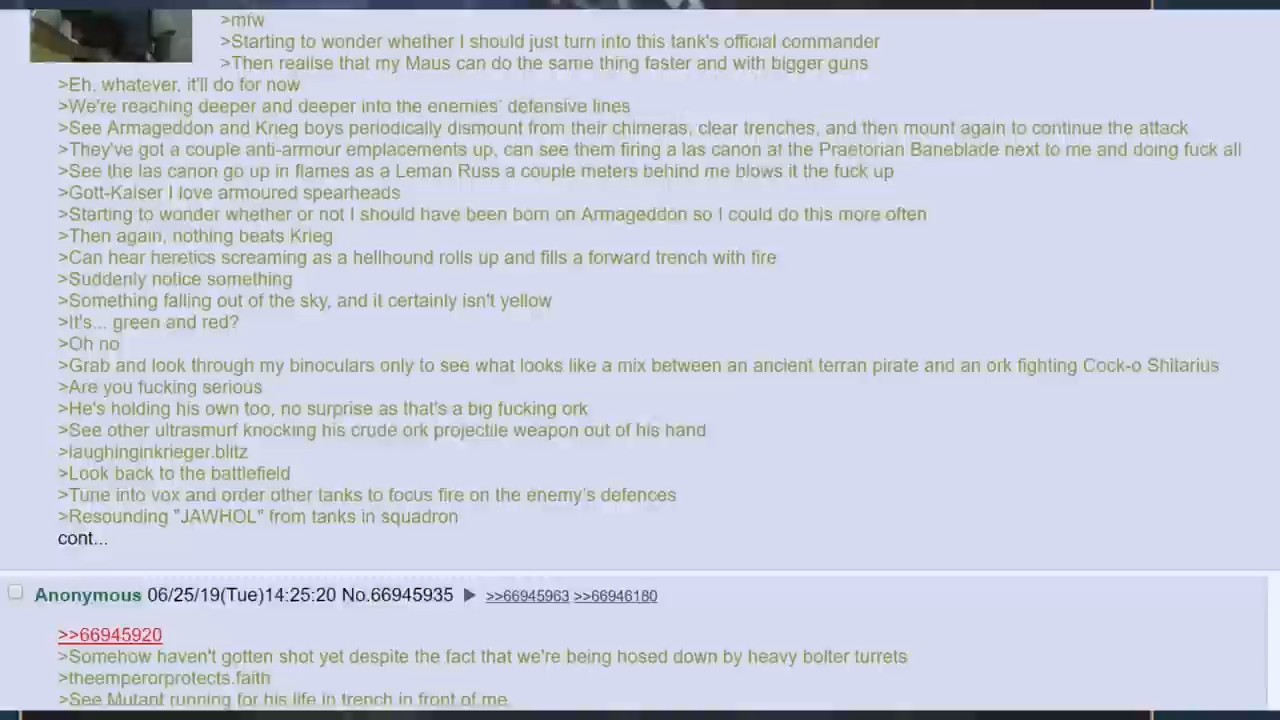 >mfw
>Starting to wonder whether I should just turn into this tank's official commander
>Then realise that my Maus can do the same thing faster and with bigger guns
>Eh, whatever, it'll do for now
>We're reaching deeper and deeper into the enemies' defensive lines
>See Armageddon and Krieg boys periodically dismount from their chimeras, clear trenches, and then mount again to continue the attack
>They've got a couple anti-armour emplacements up, can see them firing a las canon at the Praetorian Baneblade next to me and doing fuck all
>See the las canon go up in flames as a Leman Russ a couple meters behind me blows it the fuck up
>Gott-Kaiser I love armoured spearheads
>Starting to wonder whether or not I should have been born on Armageddon so I could do this more often
>Then again, nothing beats Krieg
>Can hear heretics screaming as a hellhound rolls up and fills a forward trench with fire
>Suddenly notice something
>Something falling out of the sky, and it certainly isn't yellow
>It's... green and red?
>Oh no
>Grab and look through my binoculars only to see what looks like a mix between an ancient terran pirate and an ork fighting Cock-o Shitarius
>Are you fucking serious
>He's holding his own too, no surprise as that's a big fucking ork
>See other ultrasmurf knocking his crude ork projectile weapon out of his hand
>laughinginkrieger.blitz
>Look back to the battlefield
>Tune into vox and order other tanks to focus fire on the enemy's defences
>Resounding "JAWHOL" from tanks in squadron
cont...
Anonymous 06/25/19(Tue)14:25:20 No.66945935 ▶ >>66945963 >>66946180
>>66945920
>Somehow haven't gotten shot yet despite the fact that we're being hosed down by heavy bolter turrets
>theemperorprotects.faith
>See Mutant running for his life in trench in front of me